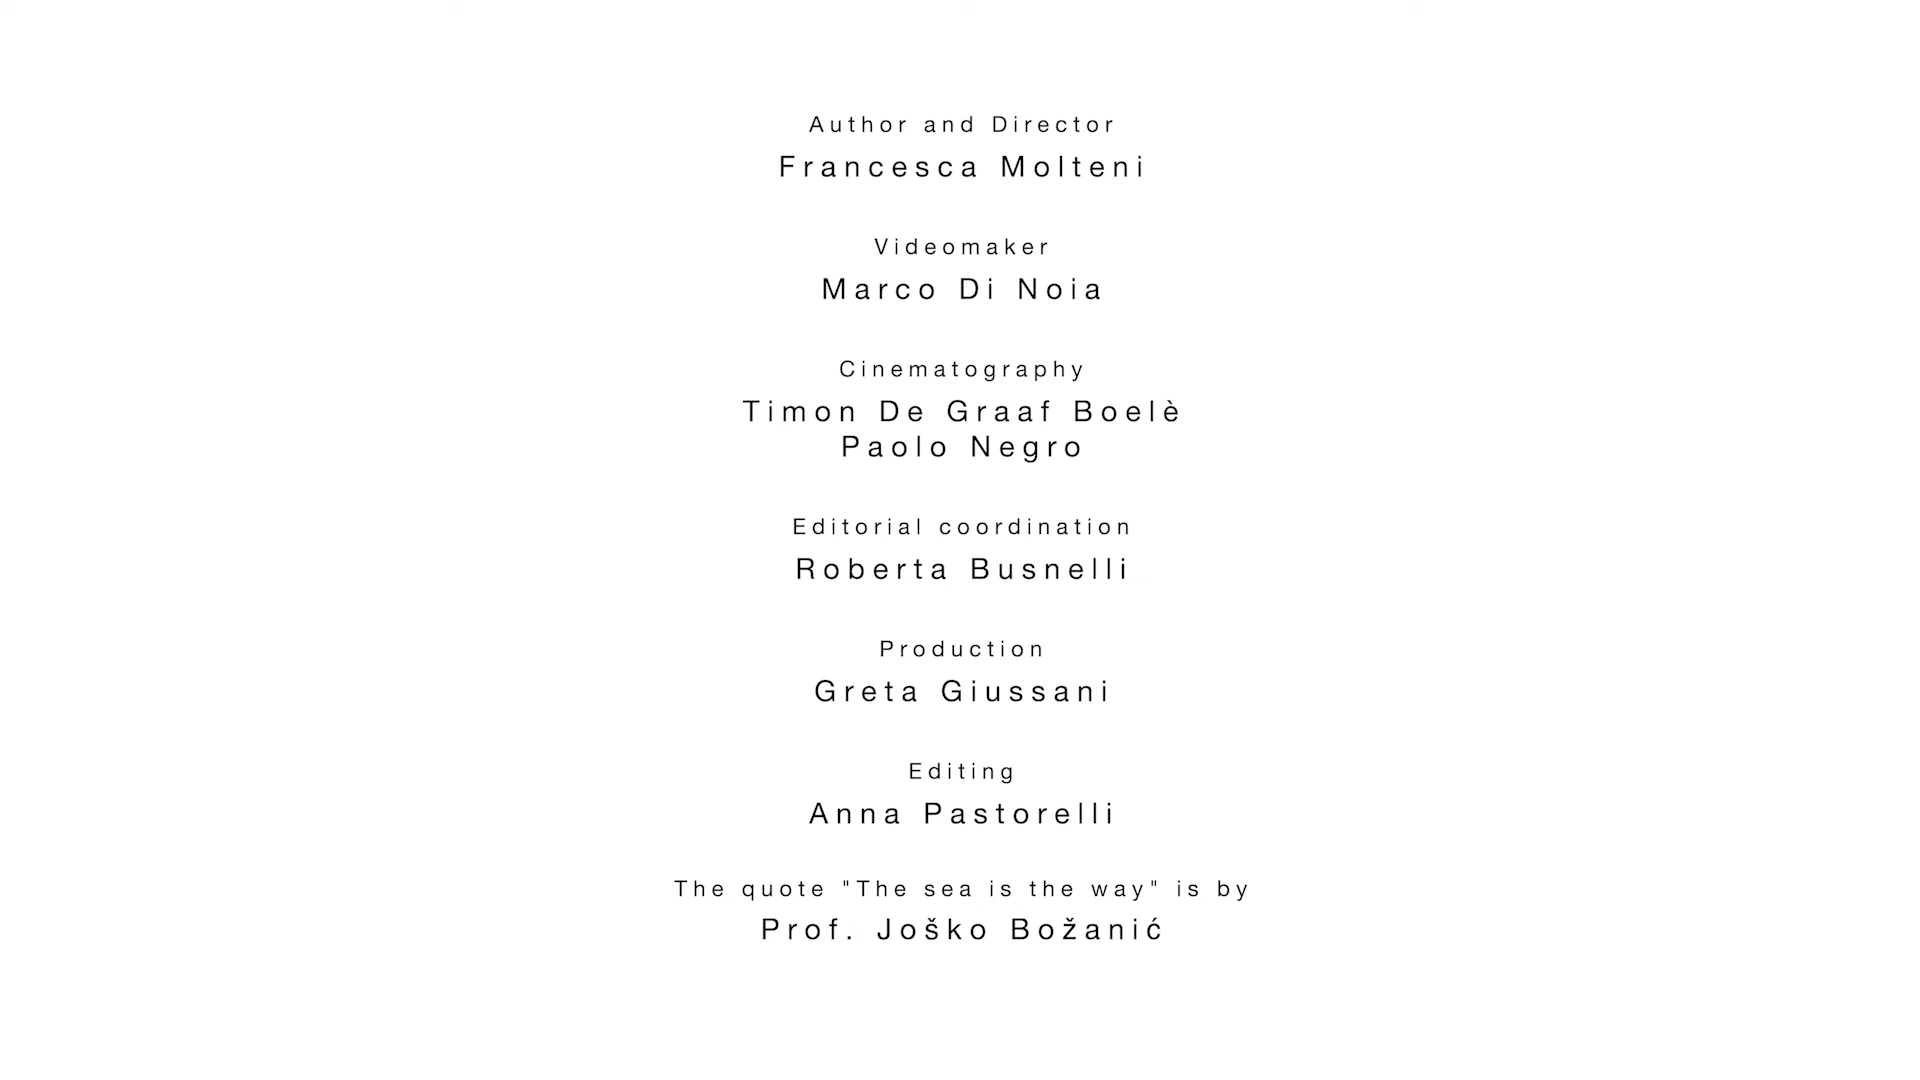 Author and Director
Francesca Molteni
Videomaker
Marco Di Noia
Cinematography
Timon De Graaf Boelè
Paolo Negro
Editorial coordination
Roberta Busnelli
Production
Greta Giussani
Editing
Anna Pastorelli
The quote "The sea is the way" is by
Prof. Joško Božanić